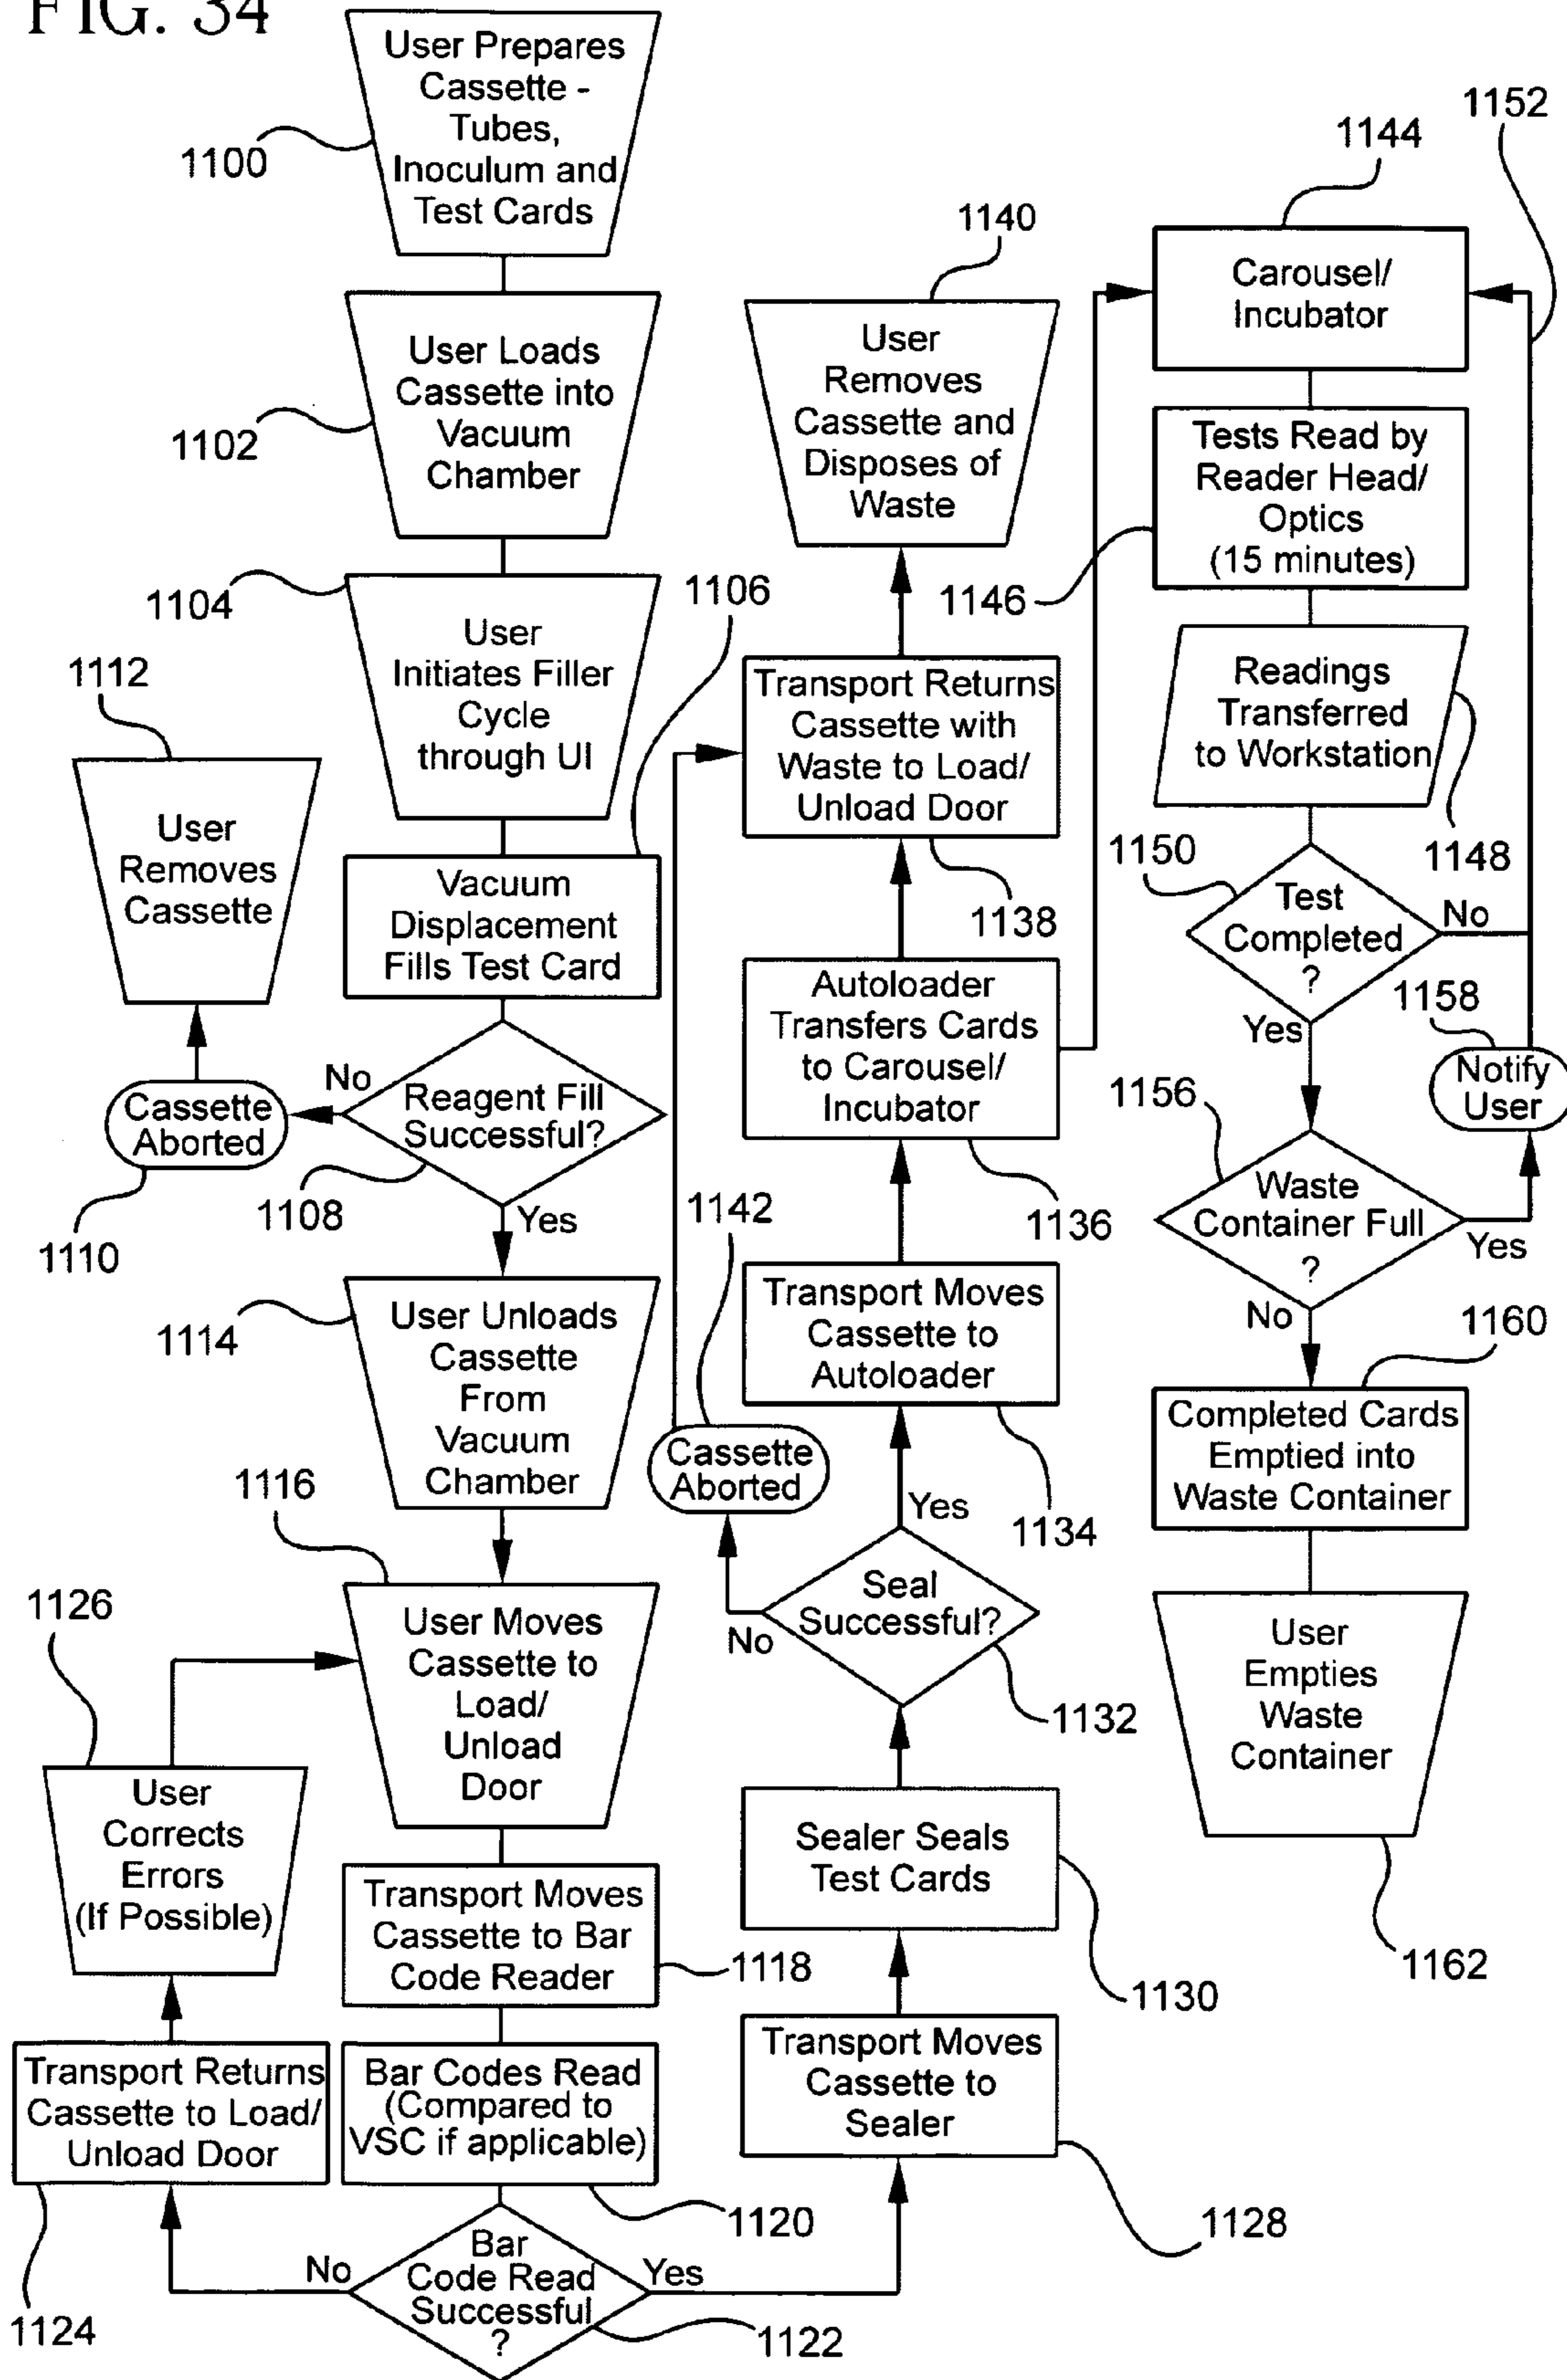 FIG. 34
User Prepares
Cassette -
Tubes,
Inoculum and
Test Cards
1100
User Loads
Cassette into
Vacuum
Chamber
1102
1104
User
Initiates Filler
Cycle
through UI
1106
Vacuum
Displacement
Fills Test Card
1112
User
Removes
Cassette
Cassette
Aborted
1110
No
Reagent Fill
Successful?
1108
Yes
1114
User Unloads
Cassette
From
Vacuum
Chamber
1116
User Moves
Cassette to
Load/
Unload
Door
1126
User
Corrects
Errors
(If Possible)
Transport Moves
Cassette to Bar
Code Reader
1118
Transport Returns
Cassette to Load/
Unload Door
1124
Bar Codes Read
(Compared to
VSC if applicable)
1120
No
Bar
Code Read
Successful
?
Yes
1122
Transport Moves
Cassette to
Sealer
1128
Sealer Seals
Test Cards
1130
Seal
Successful?
No
Yes
1132
1142
Cassette
Aborted
Transport Moves
Cassette to
Autoloader
1134
Autoloader
Transfers Cards
to Carousel/
Incubator
1136
Transport Returns
Cassette with
Waste to Load/
Unload Door
1138
1140
User
Removes
Cassette and
Disposes of
Waste
1144
1152
Carousel/
Incubator
Tests Read by
Reader Head/
Optics
(15 minutes)
1146
Readings
Transferred
to Workstation
1148
1150
Test
Completed
?
No
Yes
1158
Notify
User
1156
Waste
Container Full
?
Yes
No
1160
Completed Cards
Emptied into
Waste Container
User
Empties
Waste
Container
1162